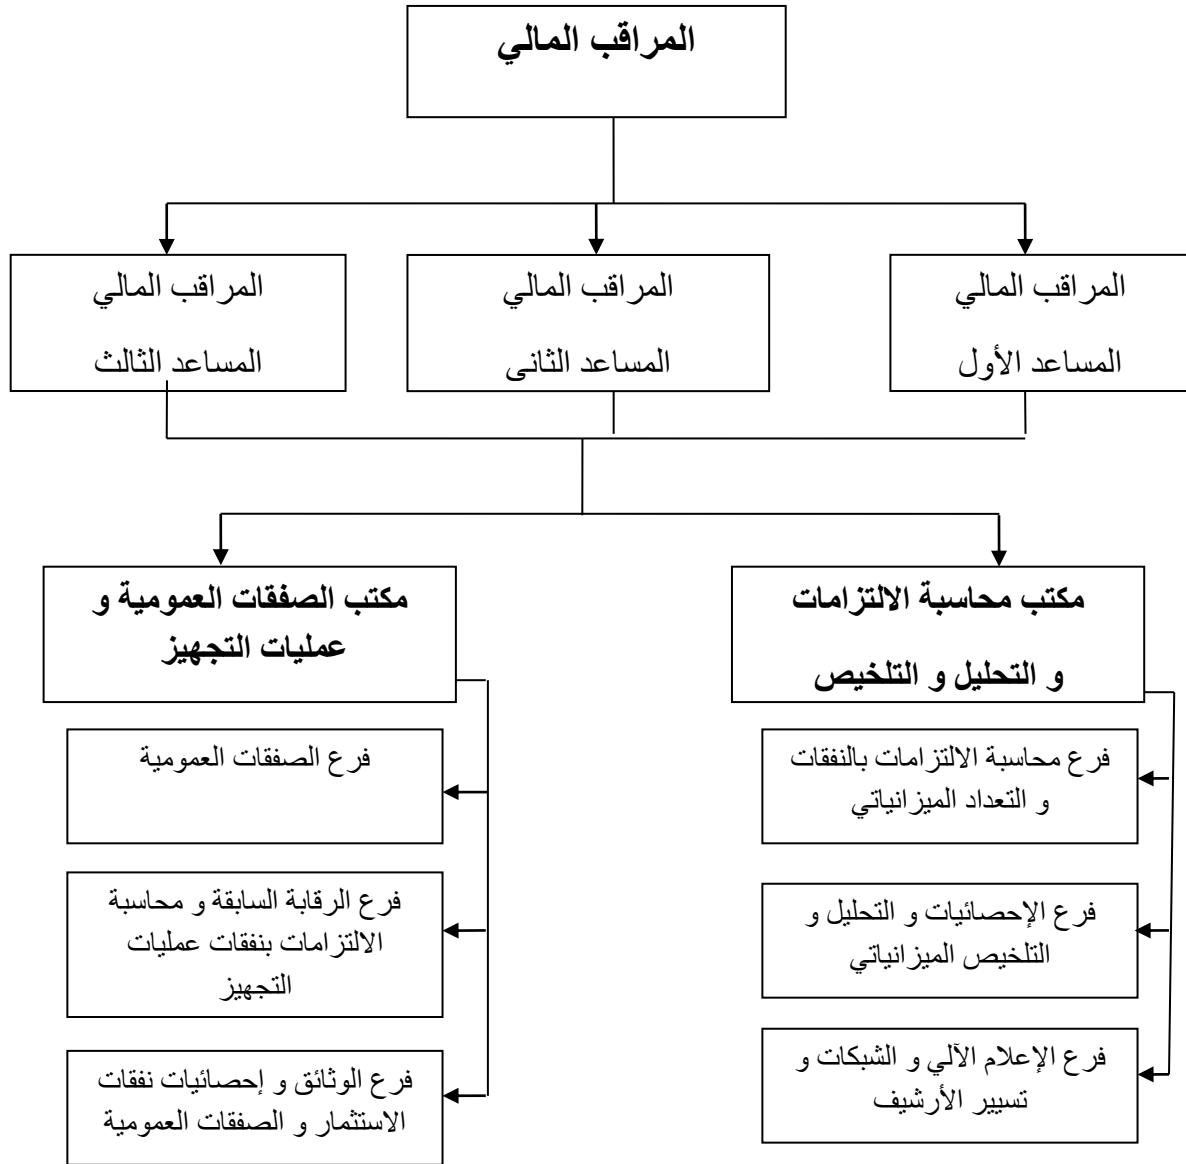 المراقب المالي
المراقب المالي
المساعد الأول
المراقب المالي
المساعد الثانى
المراقب المالي
المساعد الثالث
مكتب محاسبة الالتزامات
و التحليل و التلخيص
فرع محاسبة الالتزامات بالنفقات
و التعداد الميزانياتي
فرع الإحصائيات و التحليل و
التلخيص الميزانياتي
فرع الإعلام الآلي و الشبكات و
تسيير الأرشيف
مكتب الصفقات العمومية و
عمليات التجهيز
فرع الصفقات العمومية
فرع الرقابة السابقة و محاسبة
الالتزامات بنفقات عمليات
التجهيز
فرع الوثائق و إحصائيات نفقات
الاستثمار و الصفقات العمومية